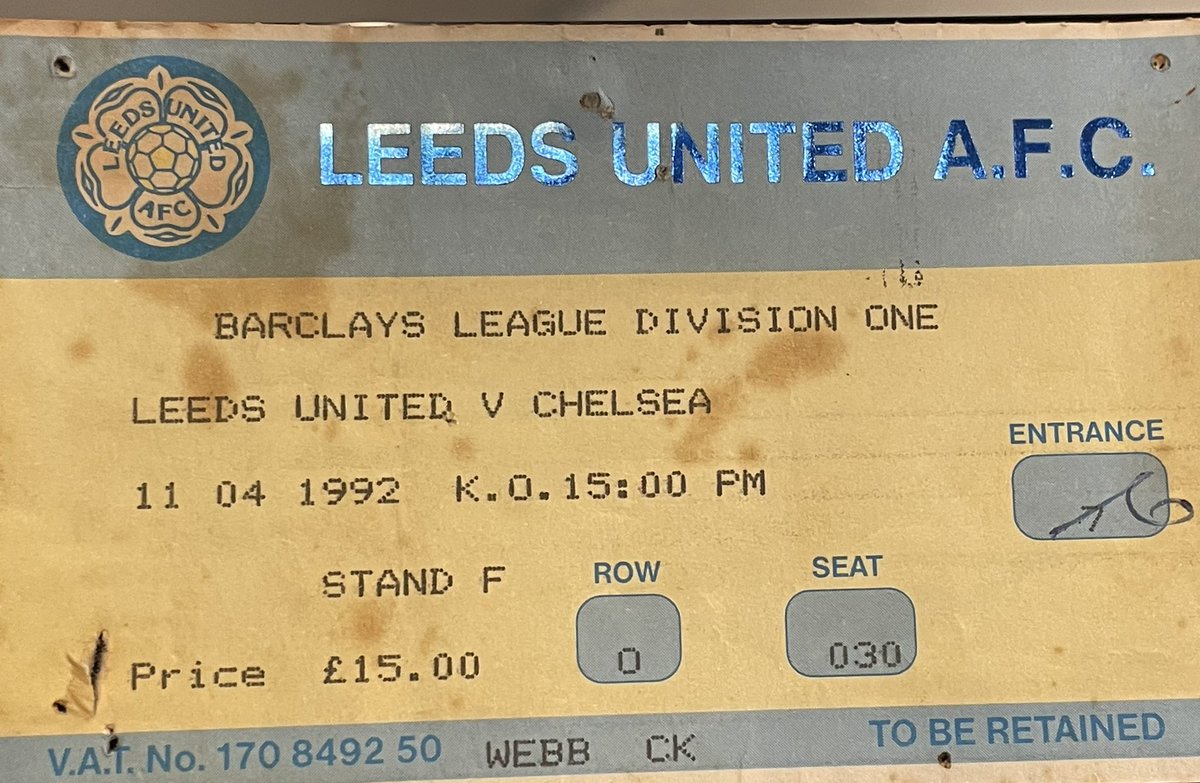 LEEDS UNITED AFC
LEEDS UNITED A.F.C.
BARCLAYS LEAGUE DIVISION ONE
LEEDS UNITED V CHELSEA
11 04 1992 K.O.15:00 PM
ENTRANCE
STAND F
ROW
O
SEAT
030
Price £15.00
V.A.T. No. 170 8492 50 WEBB CK
TO BE RETAINED